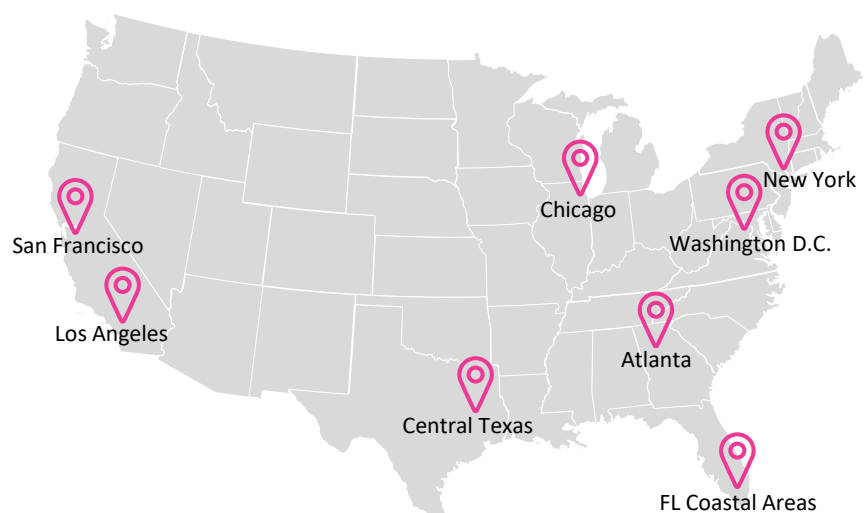 New York
Chicago
San Francisco
Washington D.C.
Los Angeles
Atlanta
Central Texas
FL Coastal Areas